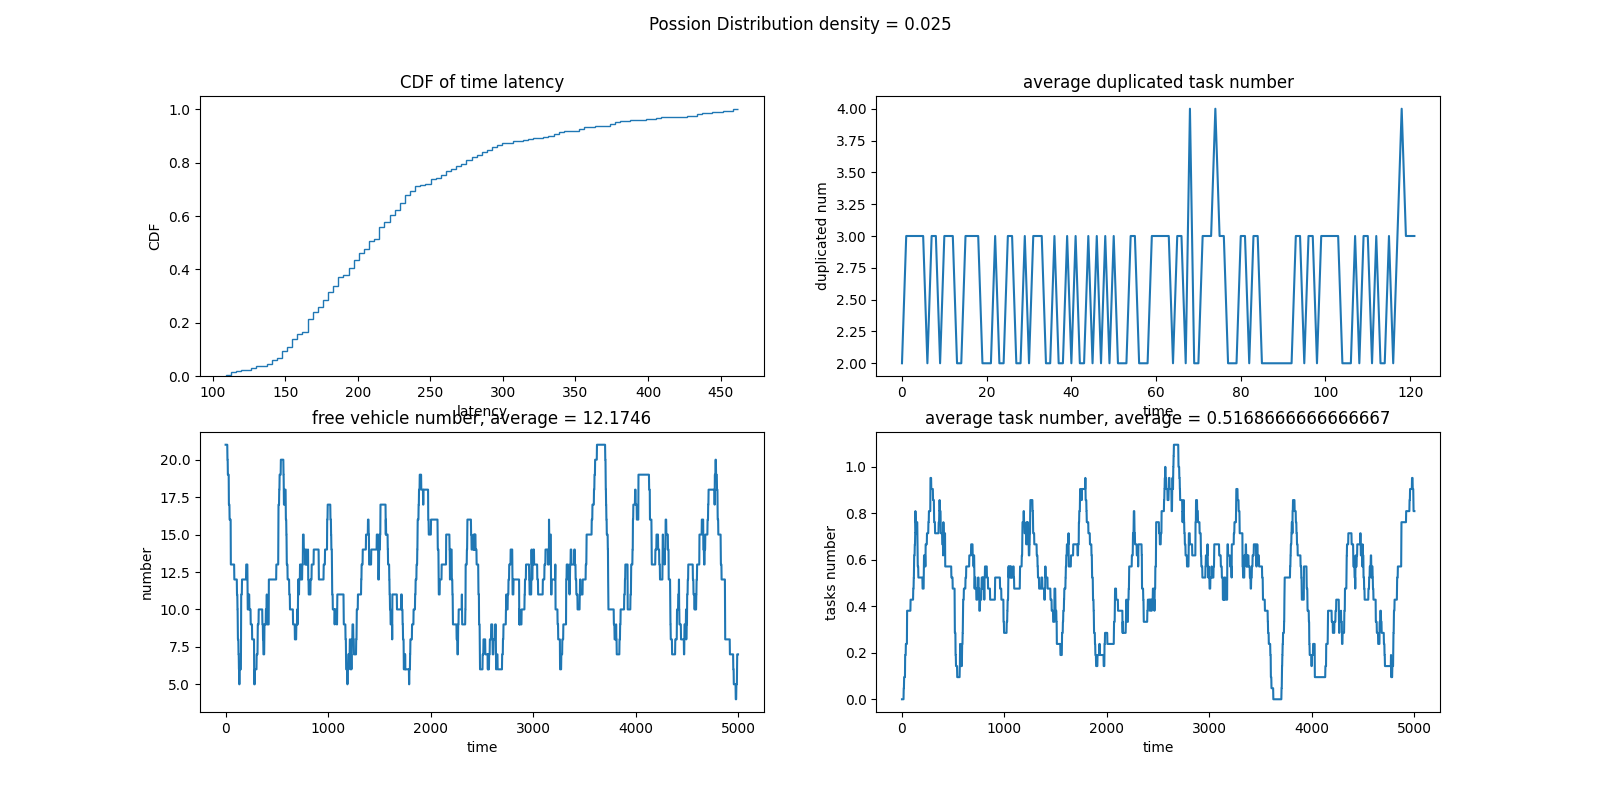 Possion Distribution density = 0.025
CDF of time latency
1.0
0.8
0.6
0.4
0.2
0.0
CDF
100 150 200 250 300 350 400 450
latency
average duplicated task number
4.00
3.75
3.50
3.25
3.00
2.75
2.50
2.25
2.00
duplicated num
0 20 40 60 80 100 120
time
free vehicle number, average = 12.1746
20.0
17.5
15.0
12.5
10.0
7.5
5.0
number
0 1000 2000 3000 4000 5000
time
average task number, average = 0.5168666666666667
1.0
0.8
0.6
0.4
0.2
0.0
tasks number
0 1000 2000 3000 4000 5000
time